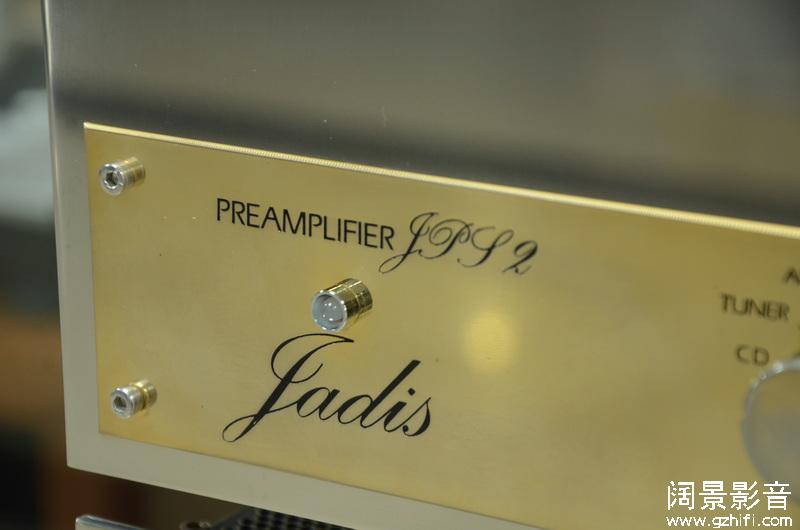 PREAMPLIFIER JPS 2
Jadis
TUNER
CD
阔景影音
www.gzhifi.com